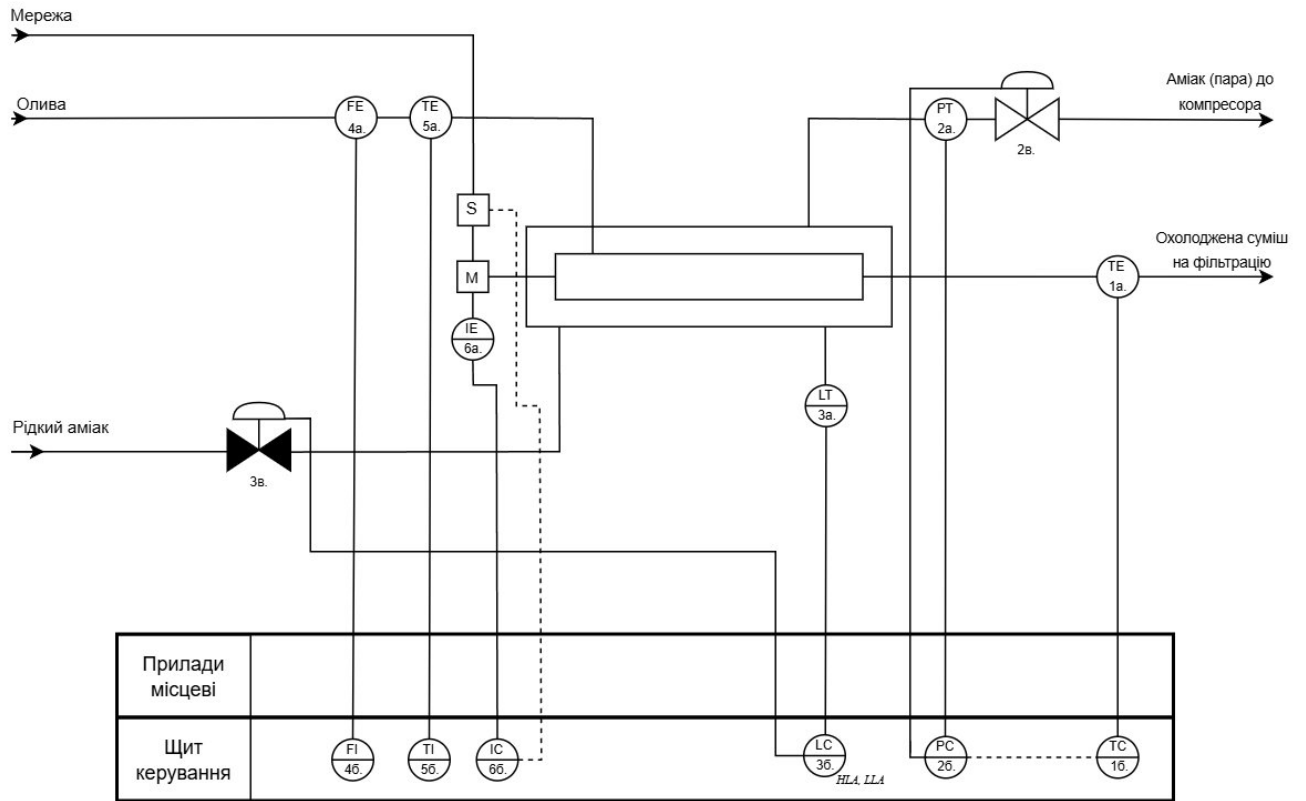 Мережа
Олива
FE
4а.
TE
5а.
PT
2а.
2в.
Аміак (пара) до
компресора
S
M
IE
6а.
Охолоджена суміш
на фільтрацію
TE
1а.
LT
3а.
Рідкий аміак
3в.
Прилади
місцеві
Щит
керування
FI
4б.
TI
5б.
IC
6б.
LC
3б.
HLA, LLA
PC
2б.
TC
1б.